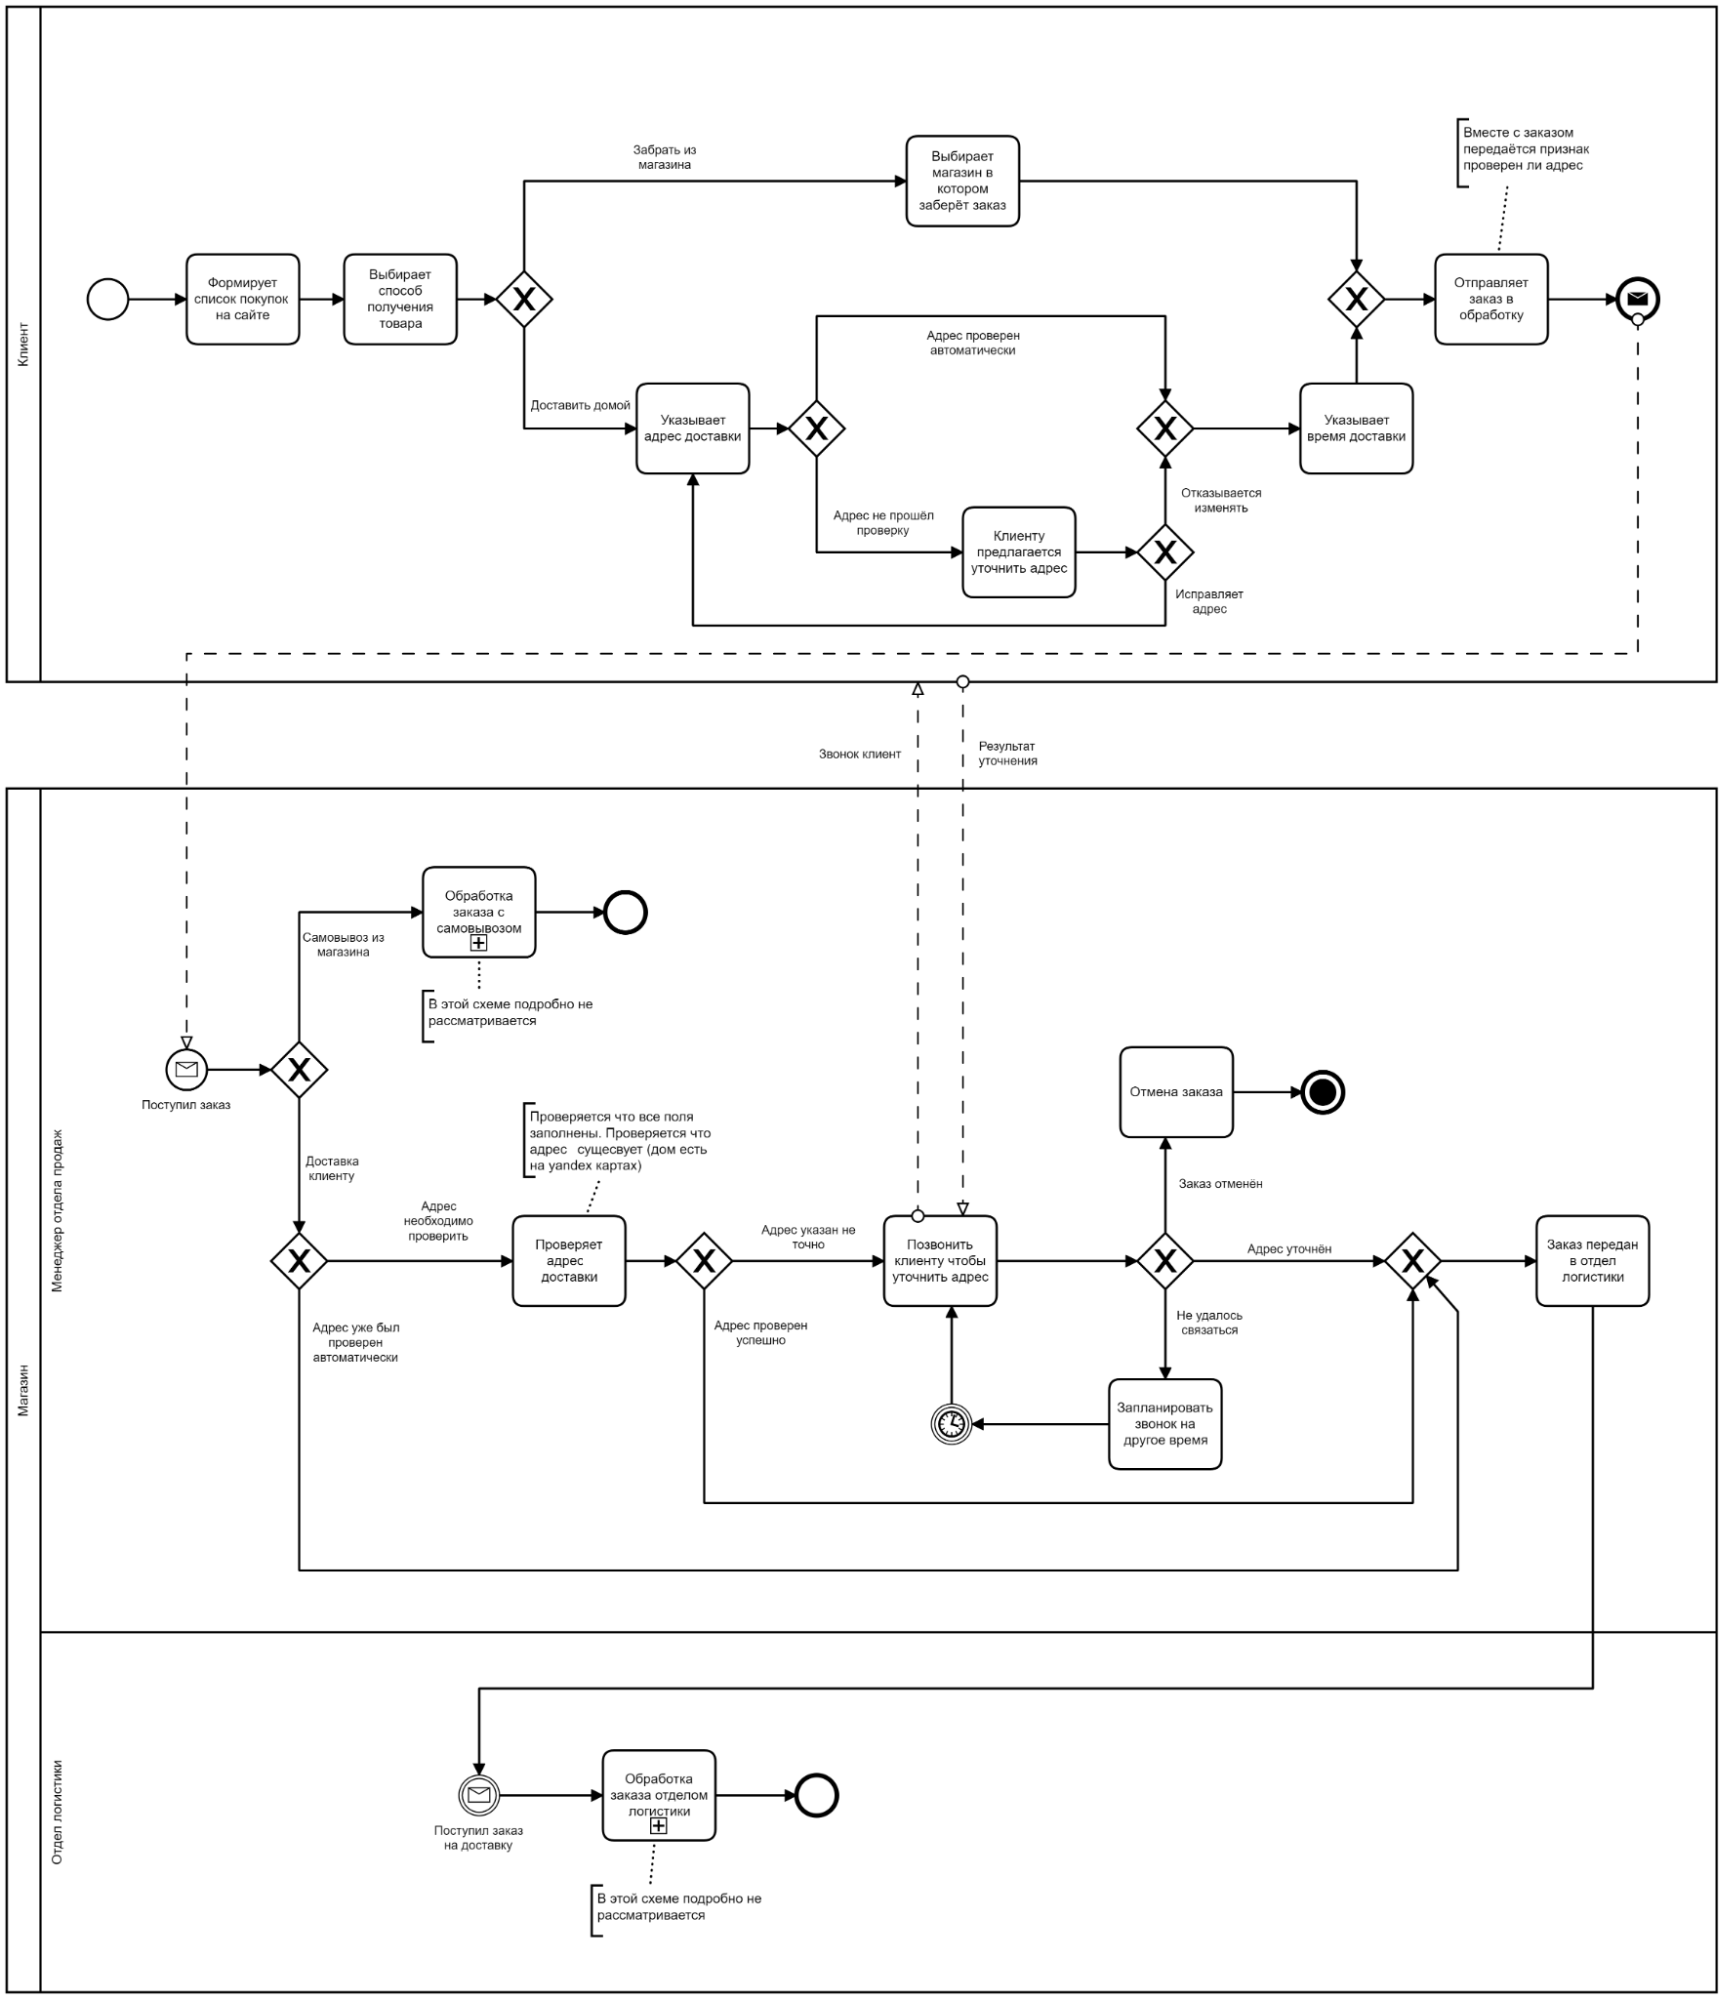 Клиент
Забрать из
магазина
Выбирает
магазин в
котором
заберёт заказ
Вместе с заказом
передаётся признак
проверен ли адрес
Формирует
список покупок
на сайте
Выбирает
способ
получения
товара
Отправляет
заказ в
обработку
Адрес проверен
автоматически
Доставить домой
Указывает
адрес доставки
Указывает
время доставки
Адрес не прошёл
проверку
Клиенту
предлагается
уточнить адрес
Отказывается
изменять
Исправляет
адрес
Звонок клиент
Результат
уточнения
Магазин
Менеджер отдела продаж
Обработка
заказа с
самовывозом
Самовывоз из
магазина
В этой схеме подробно не
рассматривается
Поступил заказ
Доставка
клиенту
Проверяется что все поля
заполнены. Проверяется что
адрес сущесвует (дом есть
на yandex картах)
Отмена заказа
Заказ отменён
Адрес
необходимо
проверить
Проверяет
адрес
доставки
Адрес указан не
точно
Позвонить
клиенту чтобы
уточнить адрес
Адрес уточнён
Заказ передан
в отдел
логистики
Адрес уже был
проверен
автоматически
Адрес проверен
успешно
Не удалось
связаться
Запланировать
звонок на
другое время
Отдел логистики
Поступил заказ
на доставку
Обработка
заказа отделом
логистики
В этой схеме подробно не
рассматривается